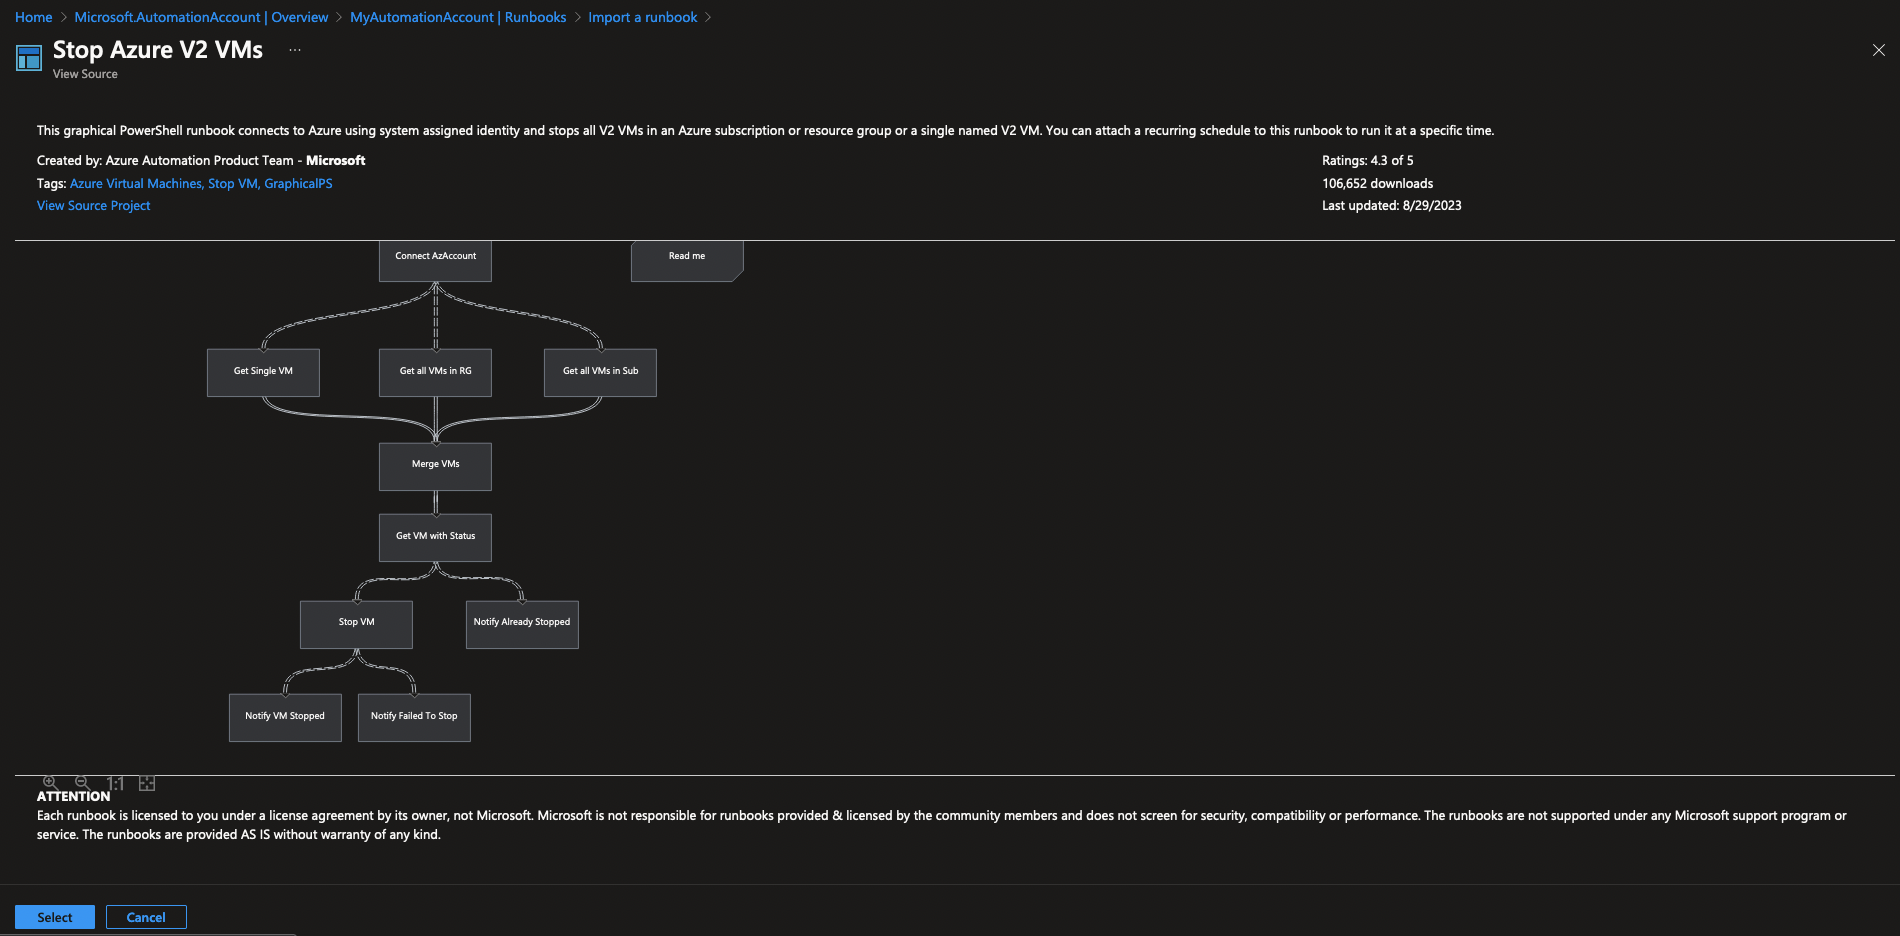 Home > Microsoft.AutomationAccount | Overview > MyAutomationAccount | Runbooks > Import a runbook >
Stop Azure V2 VMs ...
View Source
This graphical PowerShell runbook connects to Azure using system assigned identity and stops all V2 VMs in an Azure subscription or resource group or a single named V2 VM. You can attach a recurring schedule to this runbook to run it at a specific time.
Created by: Azure Automation Product Team - Microsoft
Ratings: 4.3 of 5
Tags: Azure Virtual Machines, Stop VM, GraphicalPS
106,652 downloads
View Source Project
Last updated: 8/29/2023
Connect AzAccount
Read me
Get Single VM
Get all VMs in RG
Get all VMs in Sub
Merge VMs
Get VM with Status
Stop VM
Notify Already Stopped
Notify VM Stopped
Notify Failed To Stop
1:1
ATTENTION
Each runbook is licensed to you under a license agreement by its owner, not Microsoft. Microsoft is not responsible for runbooks provided & licensed by the community members and does not screen for security, compatibility or performance. The runbooks are not supported under any Microsoft support program or
service. The runbooks are provided AS IS without warranty of any kind.
Select
Cancel